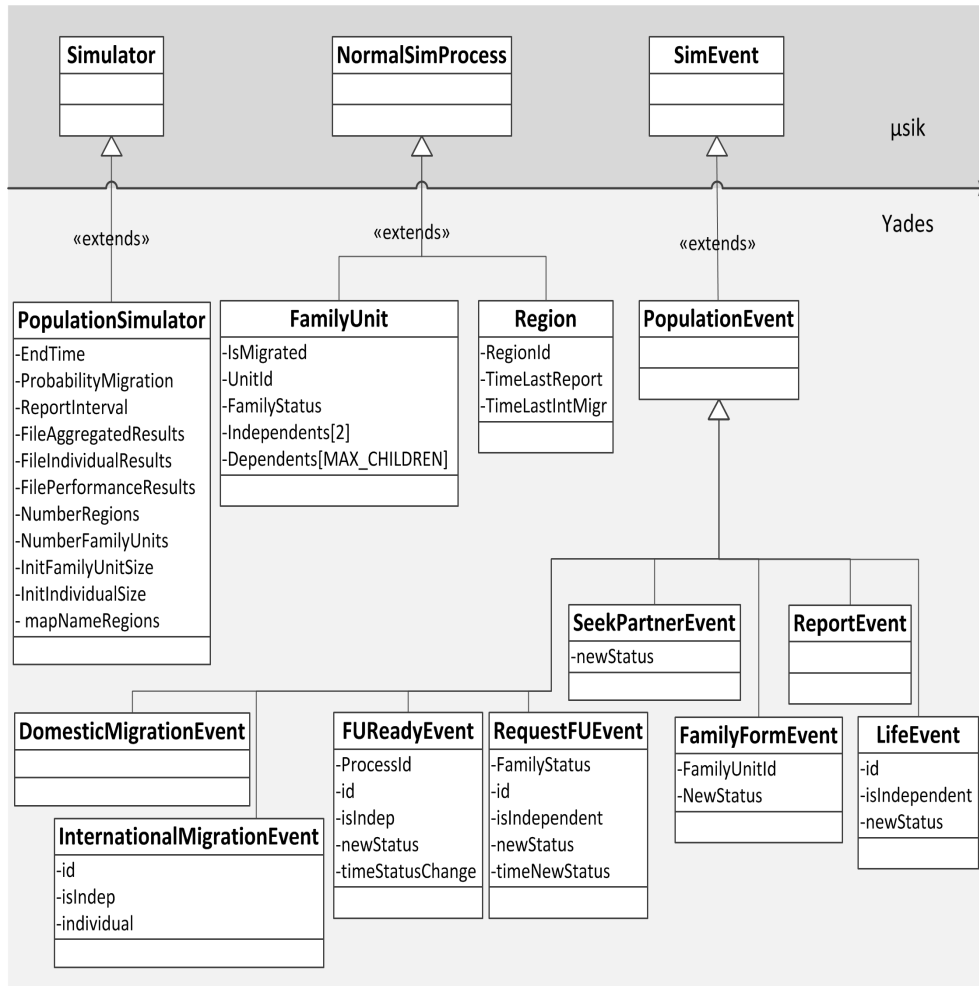 Simulator
NormalSimProcess
SimEvent
µsik
Yades
«extends»
«extends»
«extends»
PopulationSimulator
-EndTime
-ProbabilityMigration
-ReportInterval
-FileAggregatedResults
-FileIndividualResults
-FilePerformanceResults
-NumberRegions
-NumberFamilyUnits
-InitFamilyUnitSize
-InitIndividualSize
- mapNameRegions
FamilyUnit
-IsMigrated
-UnitId
-FamilyStatus
-Independents[2]
-Dependents[MAX_CHILDREN]
Region
-RegionId
-TimeLastReport
-TimeLastIntMigr
PopulationEvent
SeekPartnerEvent
-newStatus
ReportEvent
DomesticMigrationEvent
InternationalMigrationEvent
-id
-isIndep
-individual
FUReadyEvent
-ProcessId
-id
-isIndep
-newStatus
-timeStatusChange
RequestFUEvent
-FamilyStatus
-id
-isIndependent
-newStatus
-timeNewStatus
FamilyFormEvent
-FamilyUnitId
-NewStatus
LifeEvent
-id
-isIndependent
-newStatus